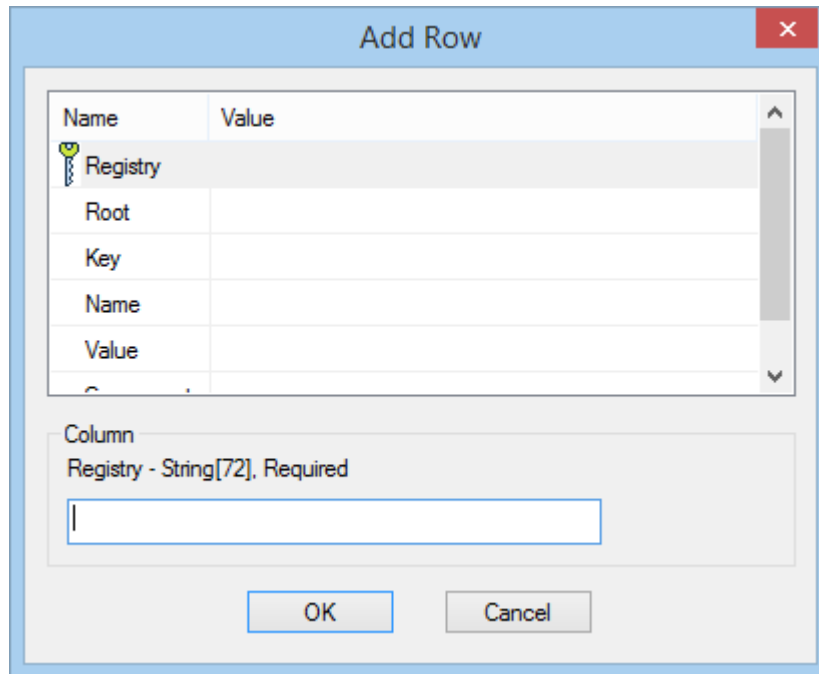 Add Row
Name Value
Registry
Root
Key
Name
Value
Column
Registry - String[72], Required
OK Cancel